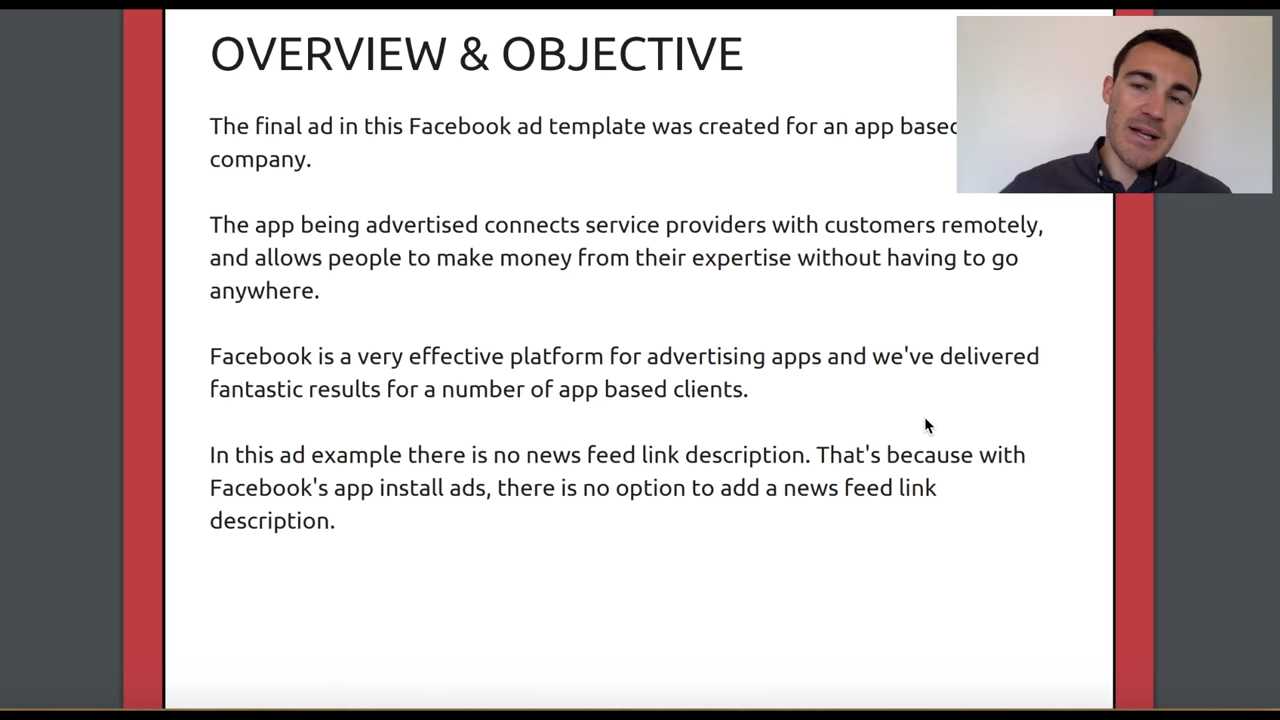 OVERVIEW & OBJECTIVE
The final ad in this Facebook ad template was created for an app based
company.
The app being advertised connects service providers with customers remotely,
and allows people to make money from their expertise without having to go
anywhere.
Facebook is a very effective platform for advertising apps and we've delivered
fantastic results for a number of app based clients.
In this ad example there is no news feed link description. That's because with
Facebook's app install ads, there is no option to add a news feed link
description.